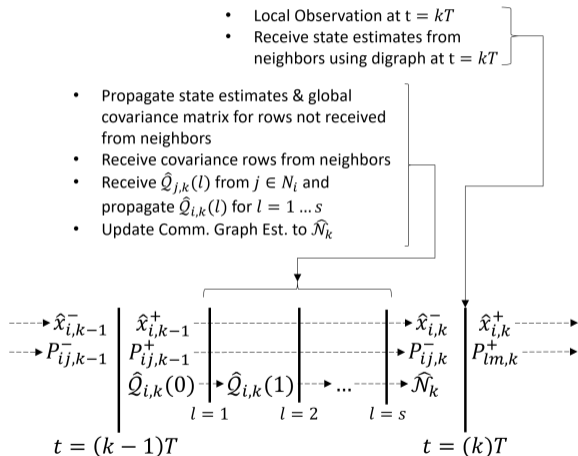 • Local Observation at t = kT
• Receive state estimates from
neighbors using digraph at t = kT
• Propagate state estimates & global
covariance matrix for rows not received
from neighbors
• Receive covariance rows from neighbors
• Receive Q̂_{j,k}(l) from j ∈ N_i and
propagate Q̂_{i,k}(l) for l = 1 … s
• Update Comm. Graph Est. to 𝒩̂_k
x̂⁻_{i,k−1} x̂⁺_{i,k−1} x̂⁻_{i,k} x̂⁺_{i,k}
P⁻_{ij,k−1} P⁺_{ij,k−1} P⁻_{ij,k} P⁺_{lm,k}
Q̂_{i,k}(0) Q̂_{i,k}(1) … 𝒩̂_k
l = 1 l = 2 l = s
t = (k − 1)T t = (k)T